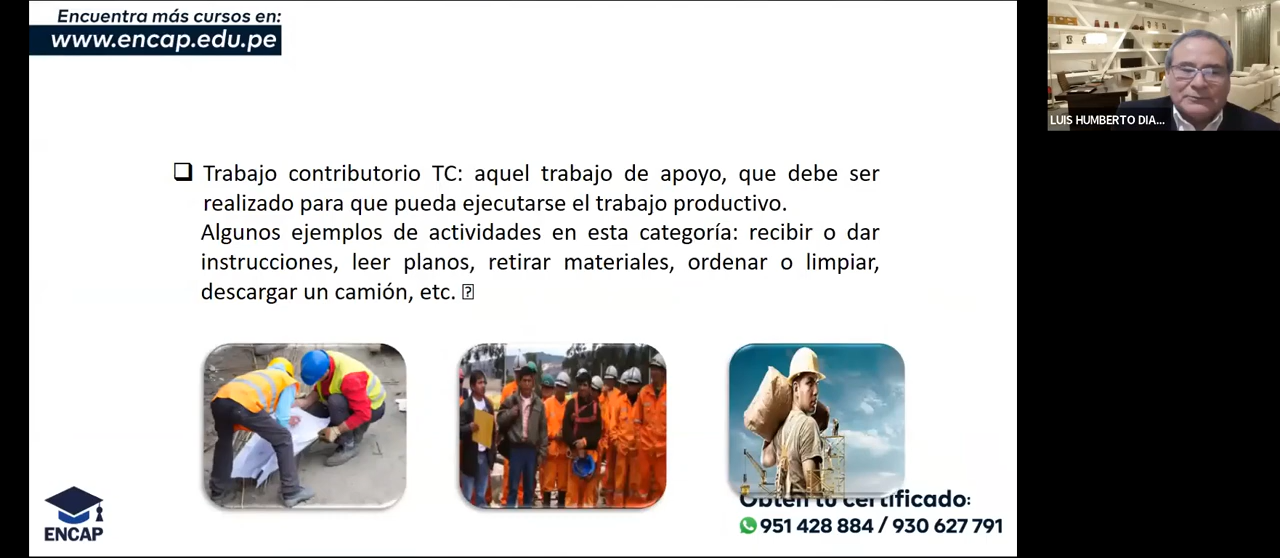 Encuentra más cursos en:
www.encap.edu.pe
LUIS HUMBERTO DIA...
Trabajo contributorio TC: aquel trabajo de apoyo, que debe ser
realizado para que pueda ejecutarse el trabajo productivo.
Algunos ejemplos de actividades en esta categoría: recibir o dar
instrucciones, leer planos, retirar materiales, ordenar o limpiar,
descargar un camión, etc. ⍰
Obtén tu certificado:
951 428 884 / 930 627 791
ENCAP